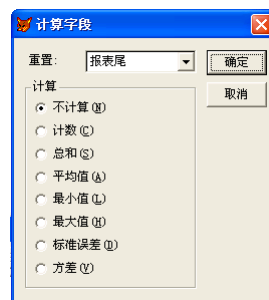 计算字段
重置: 报表尾 确定
取消
计算
不计算(N)
计数(C)
总和(S)
平均值(A)
最小值(L)
最大值(H)
标准误差(D)
方差(V)